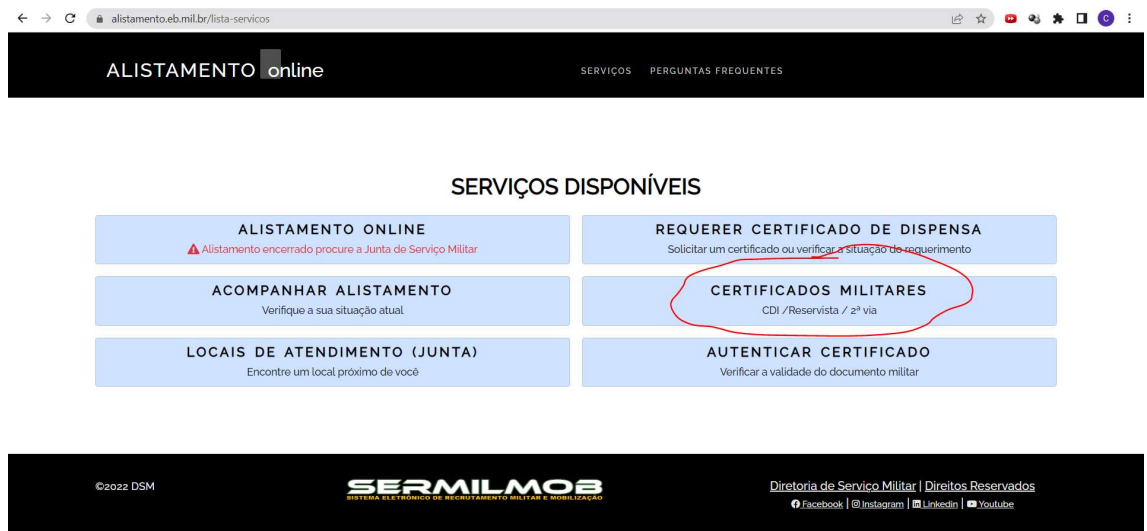 alistamento.eb.mil.br/lista-servicos
C
ALISTAMENTO online
SERVIÇOS PERGUNTAS FREQUENTES
SERVIÇOS DISPONÍVEIS
ALISTAMENTO ONLINE
Alistamento encerrado procure a Junta de Serviço Militar
REQUERER CERTIFICADO DE DISPENSA
Solicitar um certificado ou verificar a situação do requerimento
ACOMPANHAR ALISTAMENTO
Verifique a sua situação atual
CERTIFICADOS MILITARES
CDI /Reservista / 2ª via
LOCAIS DE ATENDIMENTO (JUNTA)
Encontre um local próximo de você
AUTENTICAR CERTIFICADO
Verificar a validade do documento militar
©2022 DSM
SERMILMOB
SISTEMA ELETRÔNICO DE RECRUTAMENTO MILITAR E MOBILIZAÇÃO
Diretoria de Serviço Militar | Direitos Reservados
Facebook | Instagram | Linkedin | Youtube